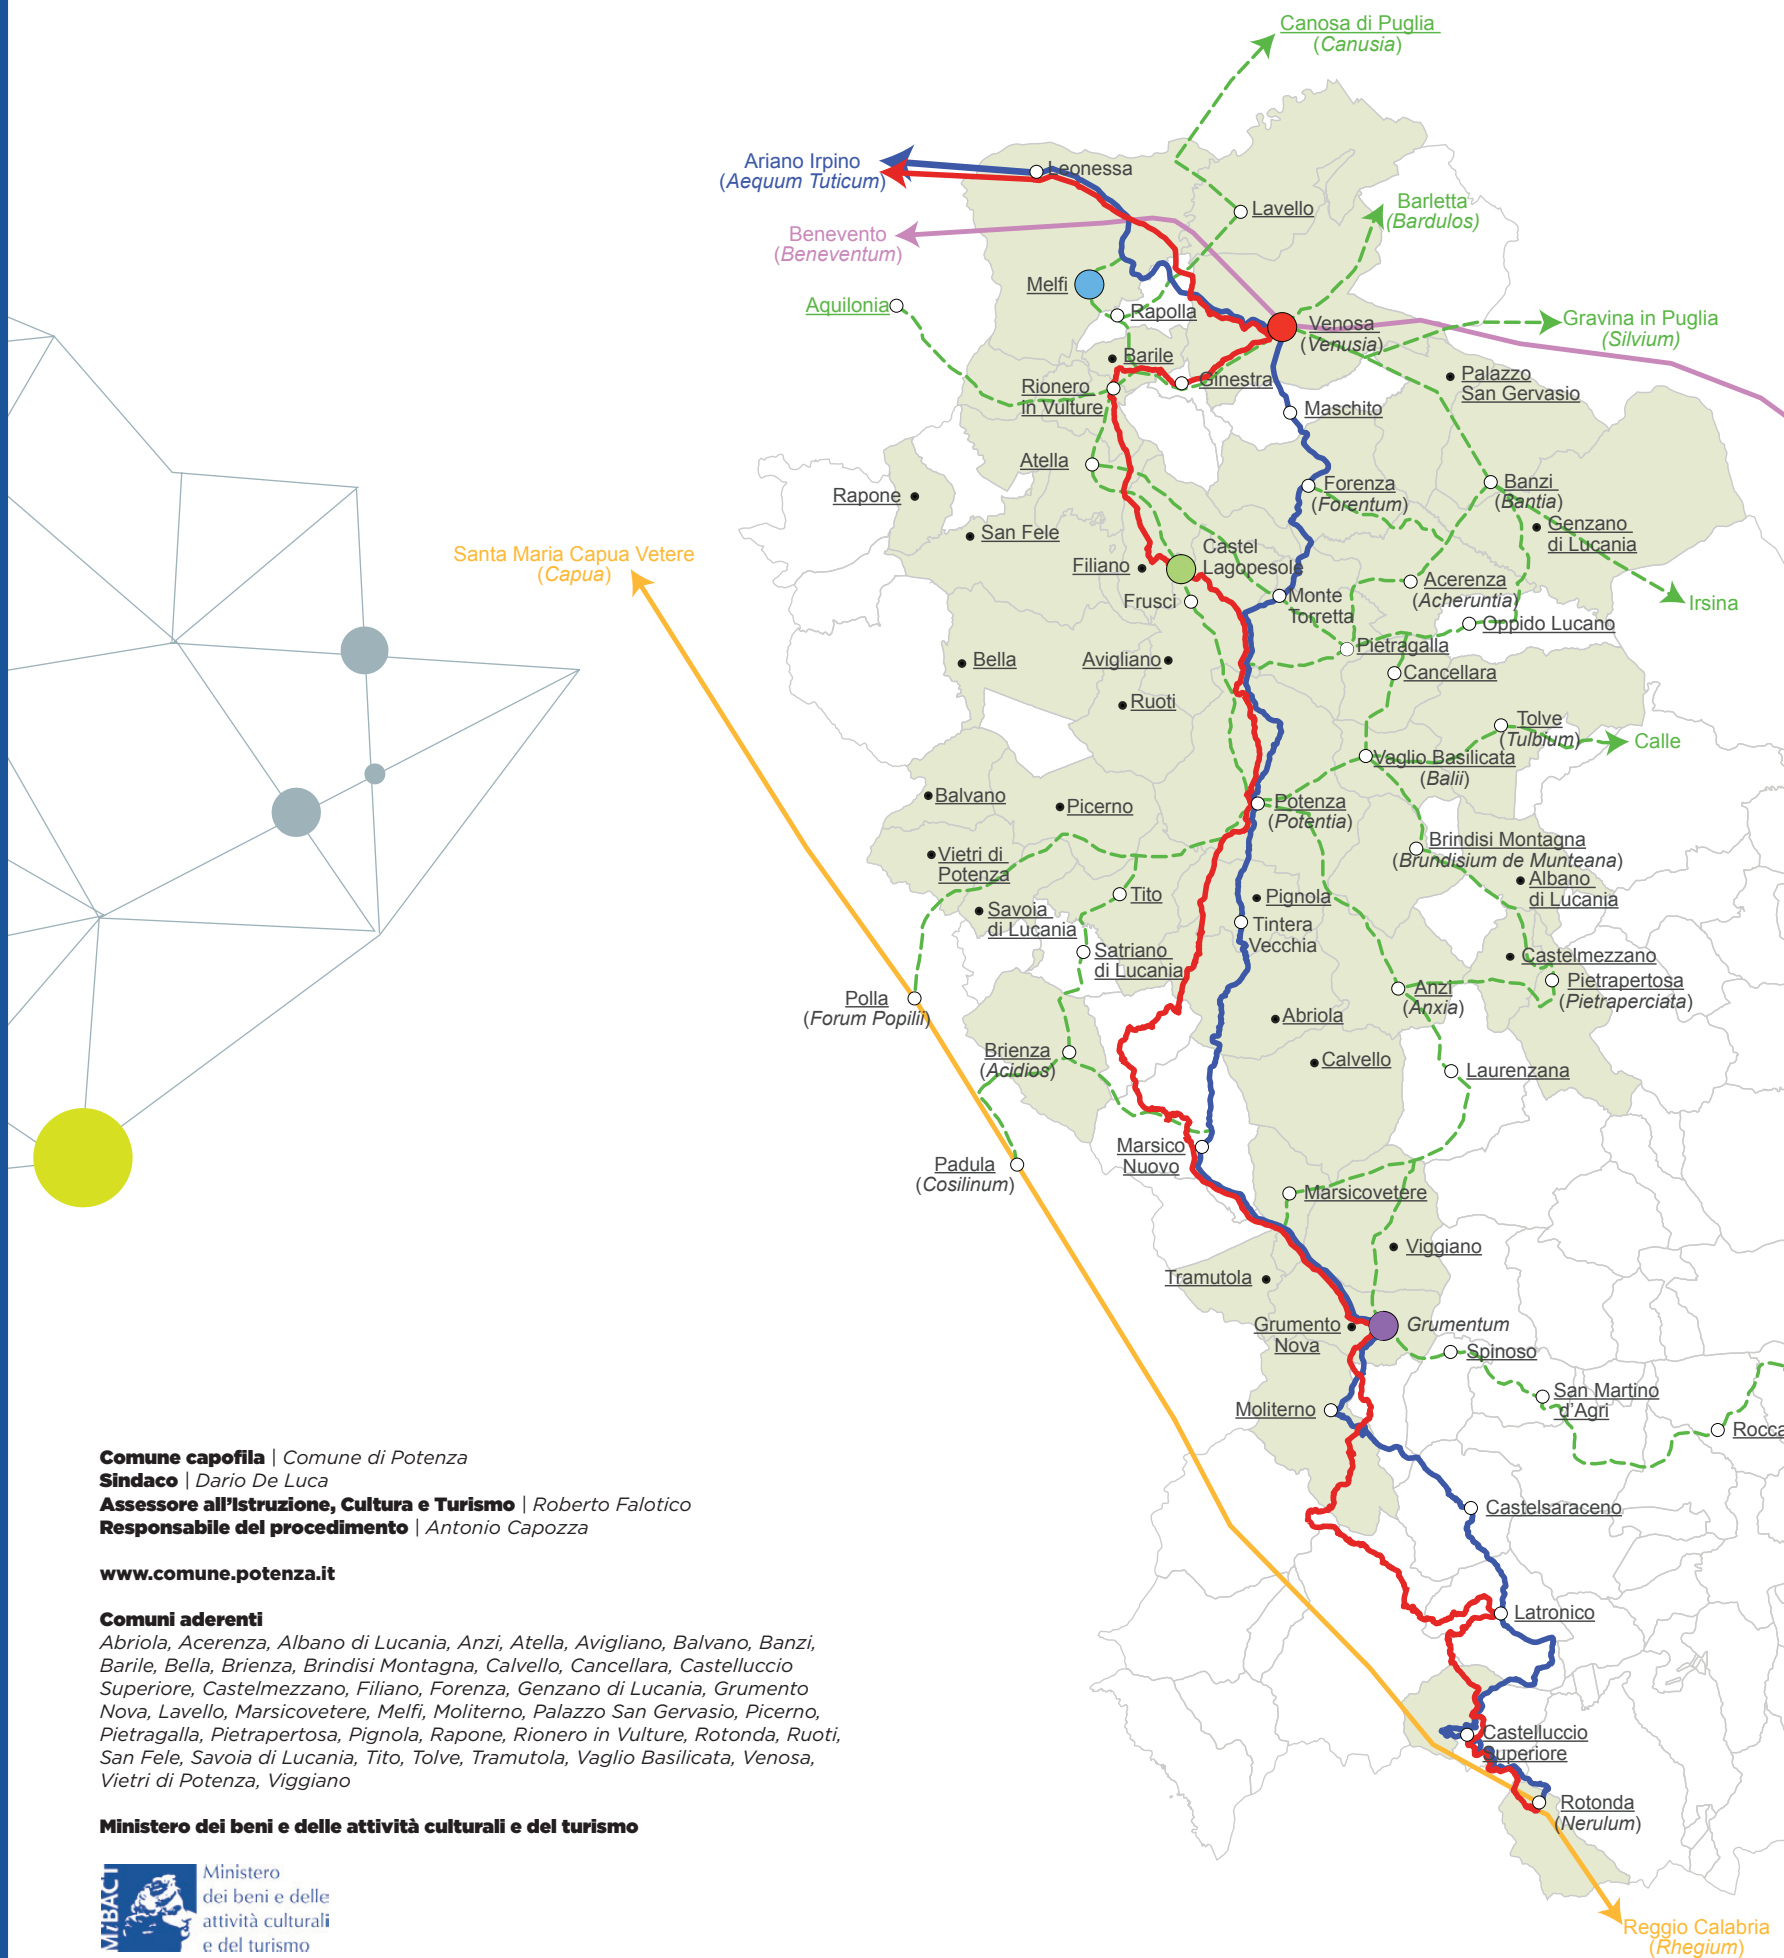 Canosa di Puglia
(Canusia)
Ariano Irpino
(Aequum Tuticum)
Leonessa
Lavello
Barletta
(Bardulos)
Benevento
(Beneventum)
Melfi
Aquilonia
Rapolla
Venosa
(Venusia)
Gravina in Puglia
(Silvium)
Barile
Rionero
in Vulture
Ginestra
Palazzo
San Gervasio
Maschito
Atella
Rapone
Forenza
(Forentum)
Banzi
(Bantia)
San Fele
Genzano
di Lucania
Santa Maria Capua Vetere
(Capua)
Castel
Lagopesole
Filiano
Frusci
Monte
Torretta
Acerenza
(Acheruntia)
Irsina
Oppido Lucano
Pietragalla
Bella
Avigliano
Cancellara
Ruoti
Tolve
(Tulbium)
Calle
Vaglio Basilicata
(Balii)
Balvano
Picerno
Potenza
(Potentia)
Brindisi Montagna
(Brundisium de Munteana)
Vietri di
Potenza
Albano
di Lucania
Tito
Pignola
Savoia
di Lucania
Tintera
Vecchia
Satriano
di Lucania
Castelmezzano
Pietrapertosa
(Pietraperciata)
Polla
(Forum Popilii)
Anzi
(Anxia)
Abriola
Brienza
(Acidios)
Calvello
Laurenzana
Marsico
Nuovo
Padula
(Cosilinum)
Marsicovetere
Viggiano
Tramutola
Grumento
Nova
Grumentum
Spinoso
San Martino
d'Agri
Moliterno
Rocca
Castelsaraceno
Latronico
Castelluccio
Superiore
Rotonda
(Nerulum)
Reggio Calabria
(Rhegium)
Comune capofila | Comune di Potenza
Sindaco | Dario De Luca
Assessore all'Istruzione, Cultura e Turismo | Roberto Falotico
Responsabile del procedimento | Antonio Capozza
www.comune.potenza.it
Comuni aderenti
Abriola, Acerenza, Albano di Lucania, Anzi, Atella, Avigliano, Balvano, Banzi,
Barile, Bella, Brienza, Brindisi Montagna, Calvello, Cancellara, Castelluccio
Superiore, Castelmezzano, Filiano, Forenza, Genzano di Lucania, Grumento
Nova, Lavello, Marsicovetere, Melfi, Moliterno, Palazzo San Gervasio, Picerno,
Pietragalla, Pietrapertosa, Pignola, Rapone, Rionero in Vulture, Rotonda, Ruoti,
San Fele, Savoia di Lucania, Tito, Tolve, Tramutola, Vaglio Basilicata, Venosa,
Vietri di Potenza, Viggiano
Ministero dei beni e delle attività culturali e del turismo
MiBACT
Ministero
dei beni e delle
attività culturali
e del turismo